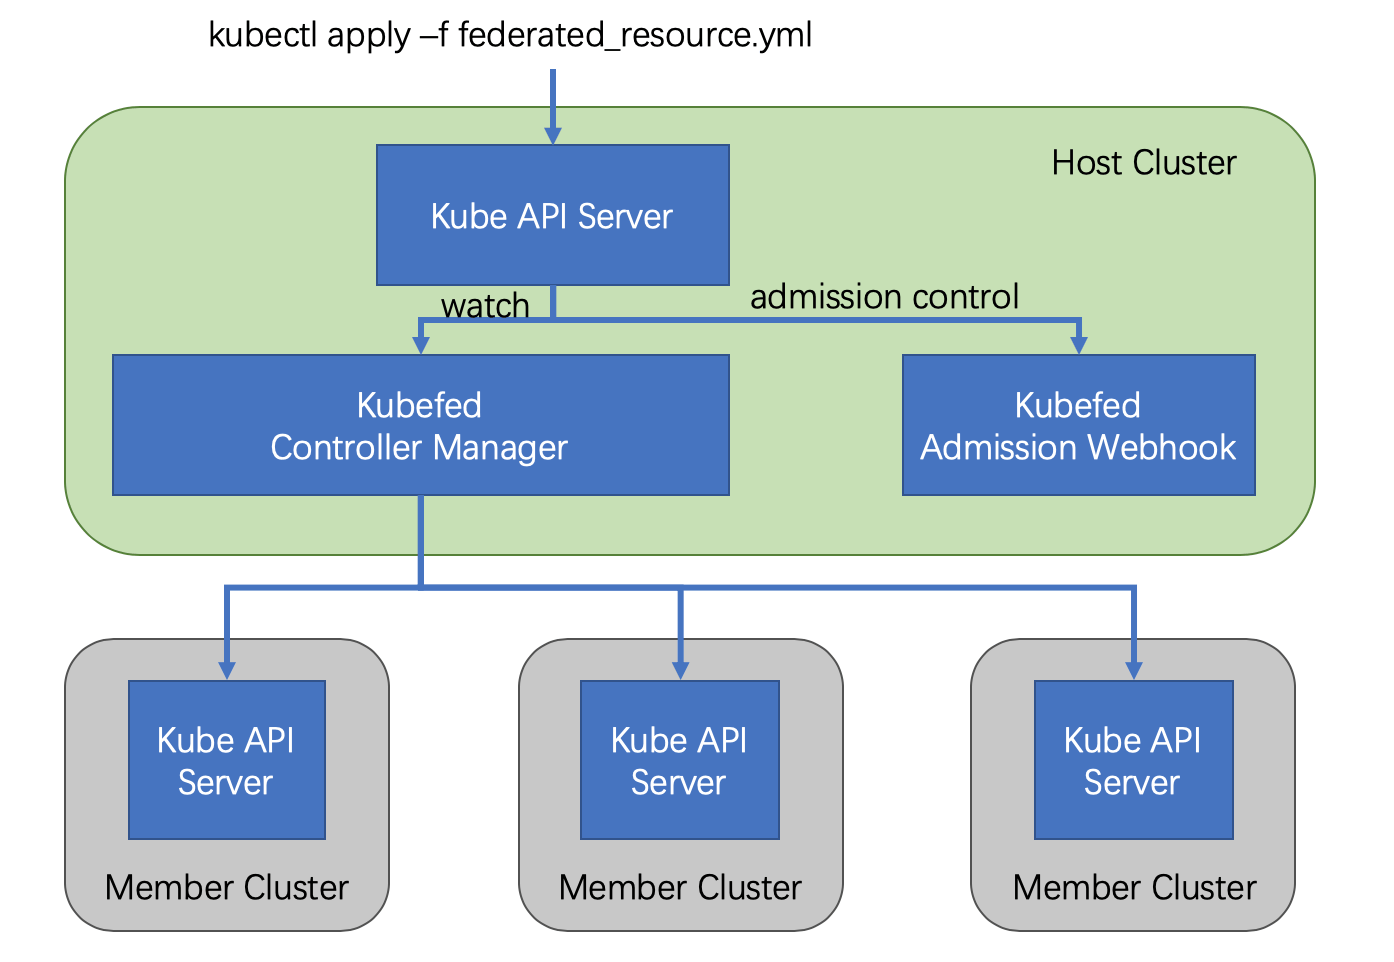 kubectl apply –f federated_resource.yml
Host Cluster
Kube API Server
watch
admission control
Kubefed
Controller Manager
Kubefed
Admission Webhook
Kube API
Server
Member Cluster
Kube API
Server
Member Cluster
Kube API
Server
Member Cluster